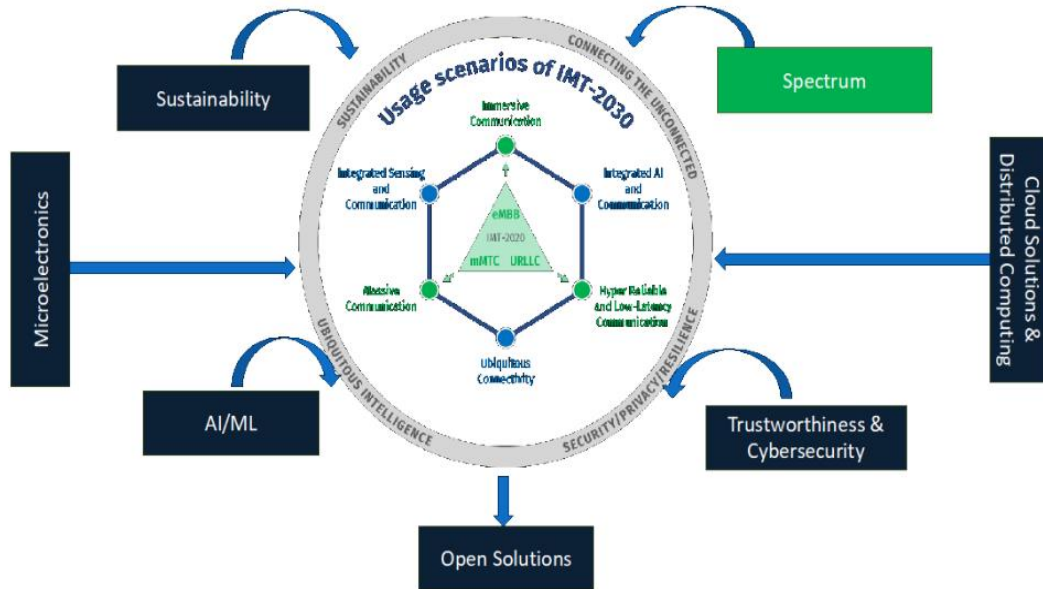 Sustainability
Spectrum
SUSTAINABILITY
CONNECTING THE UNCONNECTED
Usage scenarios of IMT-2030
Immersive
Communication
Integrated Sensing
and
Communication
Integrated AI
and
Communication
eMBB
IMT-2020
mMTC URLLC
Massive
Communication
Hyper Reliable
and Low-Latency
Communication
Ubiquitous
Connectivity
UBIQUITOUS INTELLIGENCE
SECURITY/PRIVACY/RESILIENCE
Microelectronics
Cloud Solutions &
Distributed Computing
AI/ML
Trustworthiness &
Cybersecurity
Open Solutions